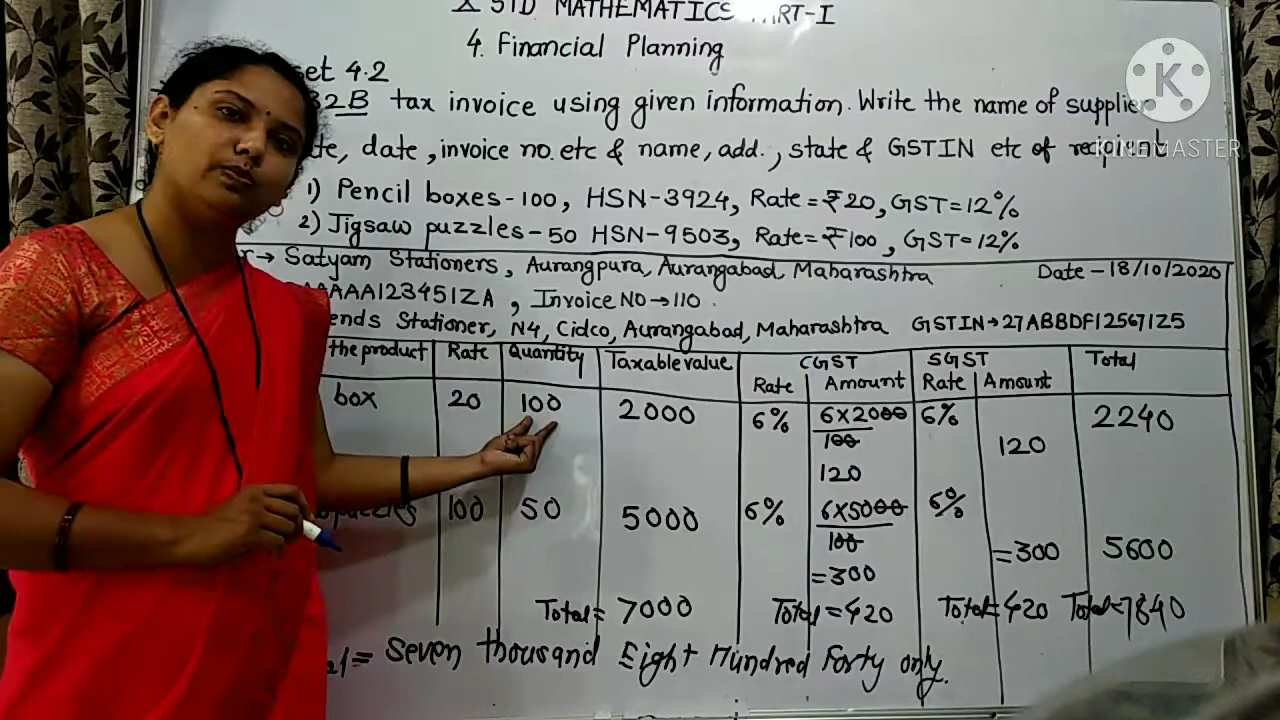 X STD MATHEMATICS RT-I
4. Financial Planning
set 4.2
B2B tax invoice using given information. Write the name of supplier
te, date, invoice no. etc & name, add., state & GSTIN etc of recipient
KINEMASTER
1) Pencil boxes-100, HSN-3924, Rate=₹20, GST=12%
2) Jigsaw puzzles-50 HSN-9503, Rate=₹100, GST=12%
r→ Satyam Stationers, Aurangpura, Aurangabad, Maharashtra Date-18/10/2020
AAAAA12345IZA, Invoice NO→110.
ends Stationer, N4, Cidco, Aurangabad, Maharashtra GSTIN→27ABBDF12567IZ5
the product Rate Quantity Taxable value CGST SGST Total
Rate Amount Rate Amount
box 20 100 2000 6% 6×2000 6% 2240
100 120
120
puzzles 100 50 5000 6% 6×5000 6%
100 =300 5600
=300
Total= 7000 Total=420 Total=420 Total=7840
= Seven thousand Eight Hundred Forty only.